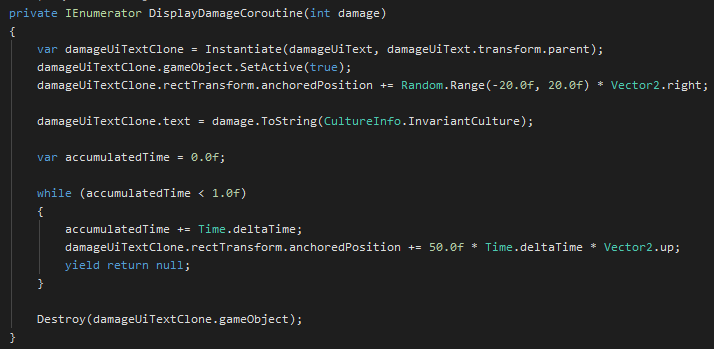 private IEnumerator DisplayDamageCoroutine(int damage)
{
var damageUiTextClone = Instantiate(damageUiText, damageUiText.transform.parent);
damageUiTextClone.gameObject.SetActive(true);
damageUiTextClone.rectTransform.anchoredPosition += Random.Range(-20.0f, 20.0f) * Vector2.right;
damageUiTextClone.text = damage.ToString(CultureInfo.InvariantCulture);
var accumulatedTime = 0.0f;
while (accumulatedTime < 1.0f)
{
accumulatedTime += Time.deltaTime;
damageUiTextClone.rectTransform.anchoredPosition += 50.0f * Time.deltaTime * Vector2.up;
yield return null;
}
Destroy(damageUiTextClone.gameObject);
}